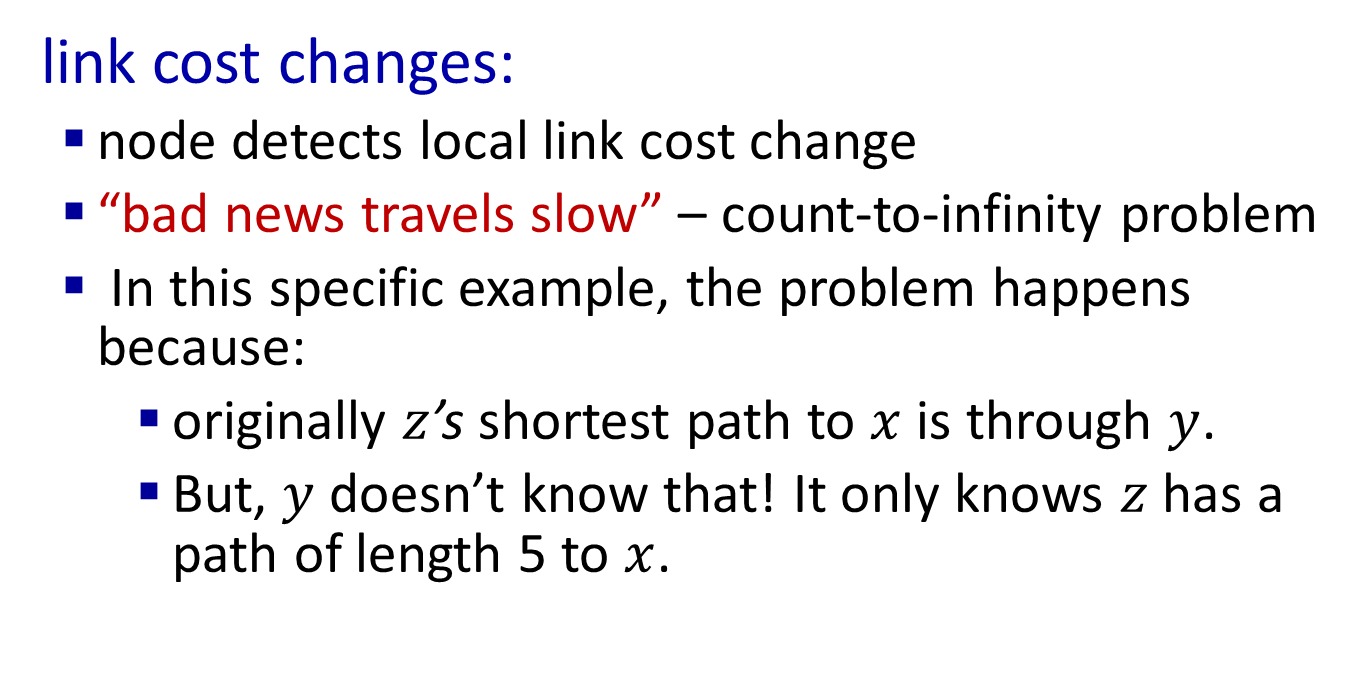 link cost changes:
▪ node detects local link cost change
▪ “bad news travels slow” – count-to-infinity problem
▪ In this specific example, the problem happens
because:
▪ originally z’s shortest path to x is through y.
▪ But, y doesn’t know that! It only knows z has a
path of length 5 to x.